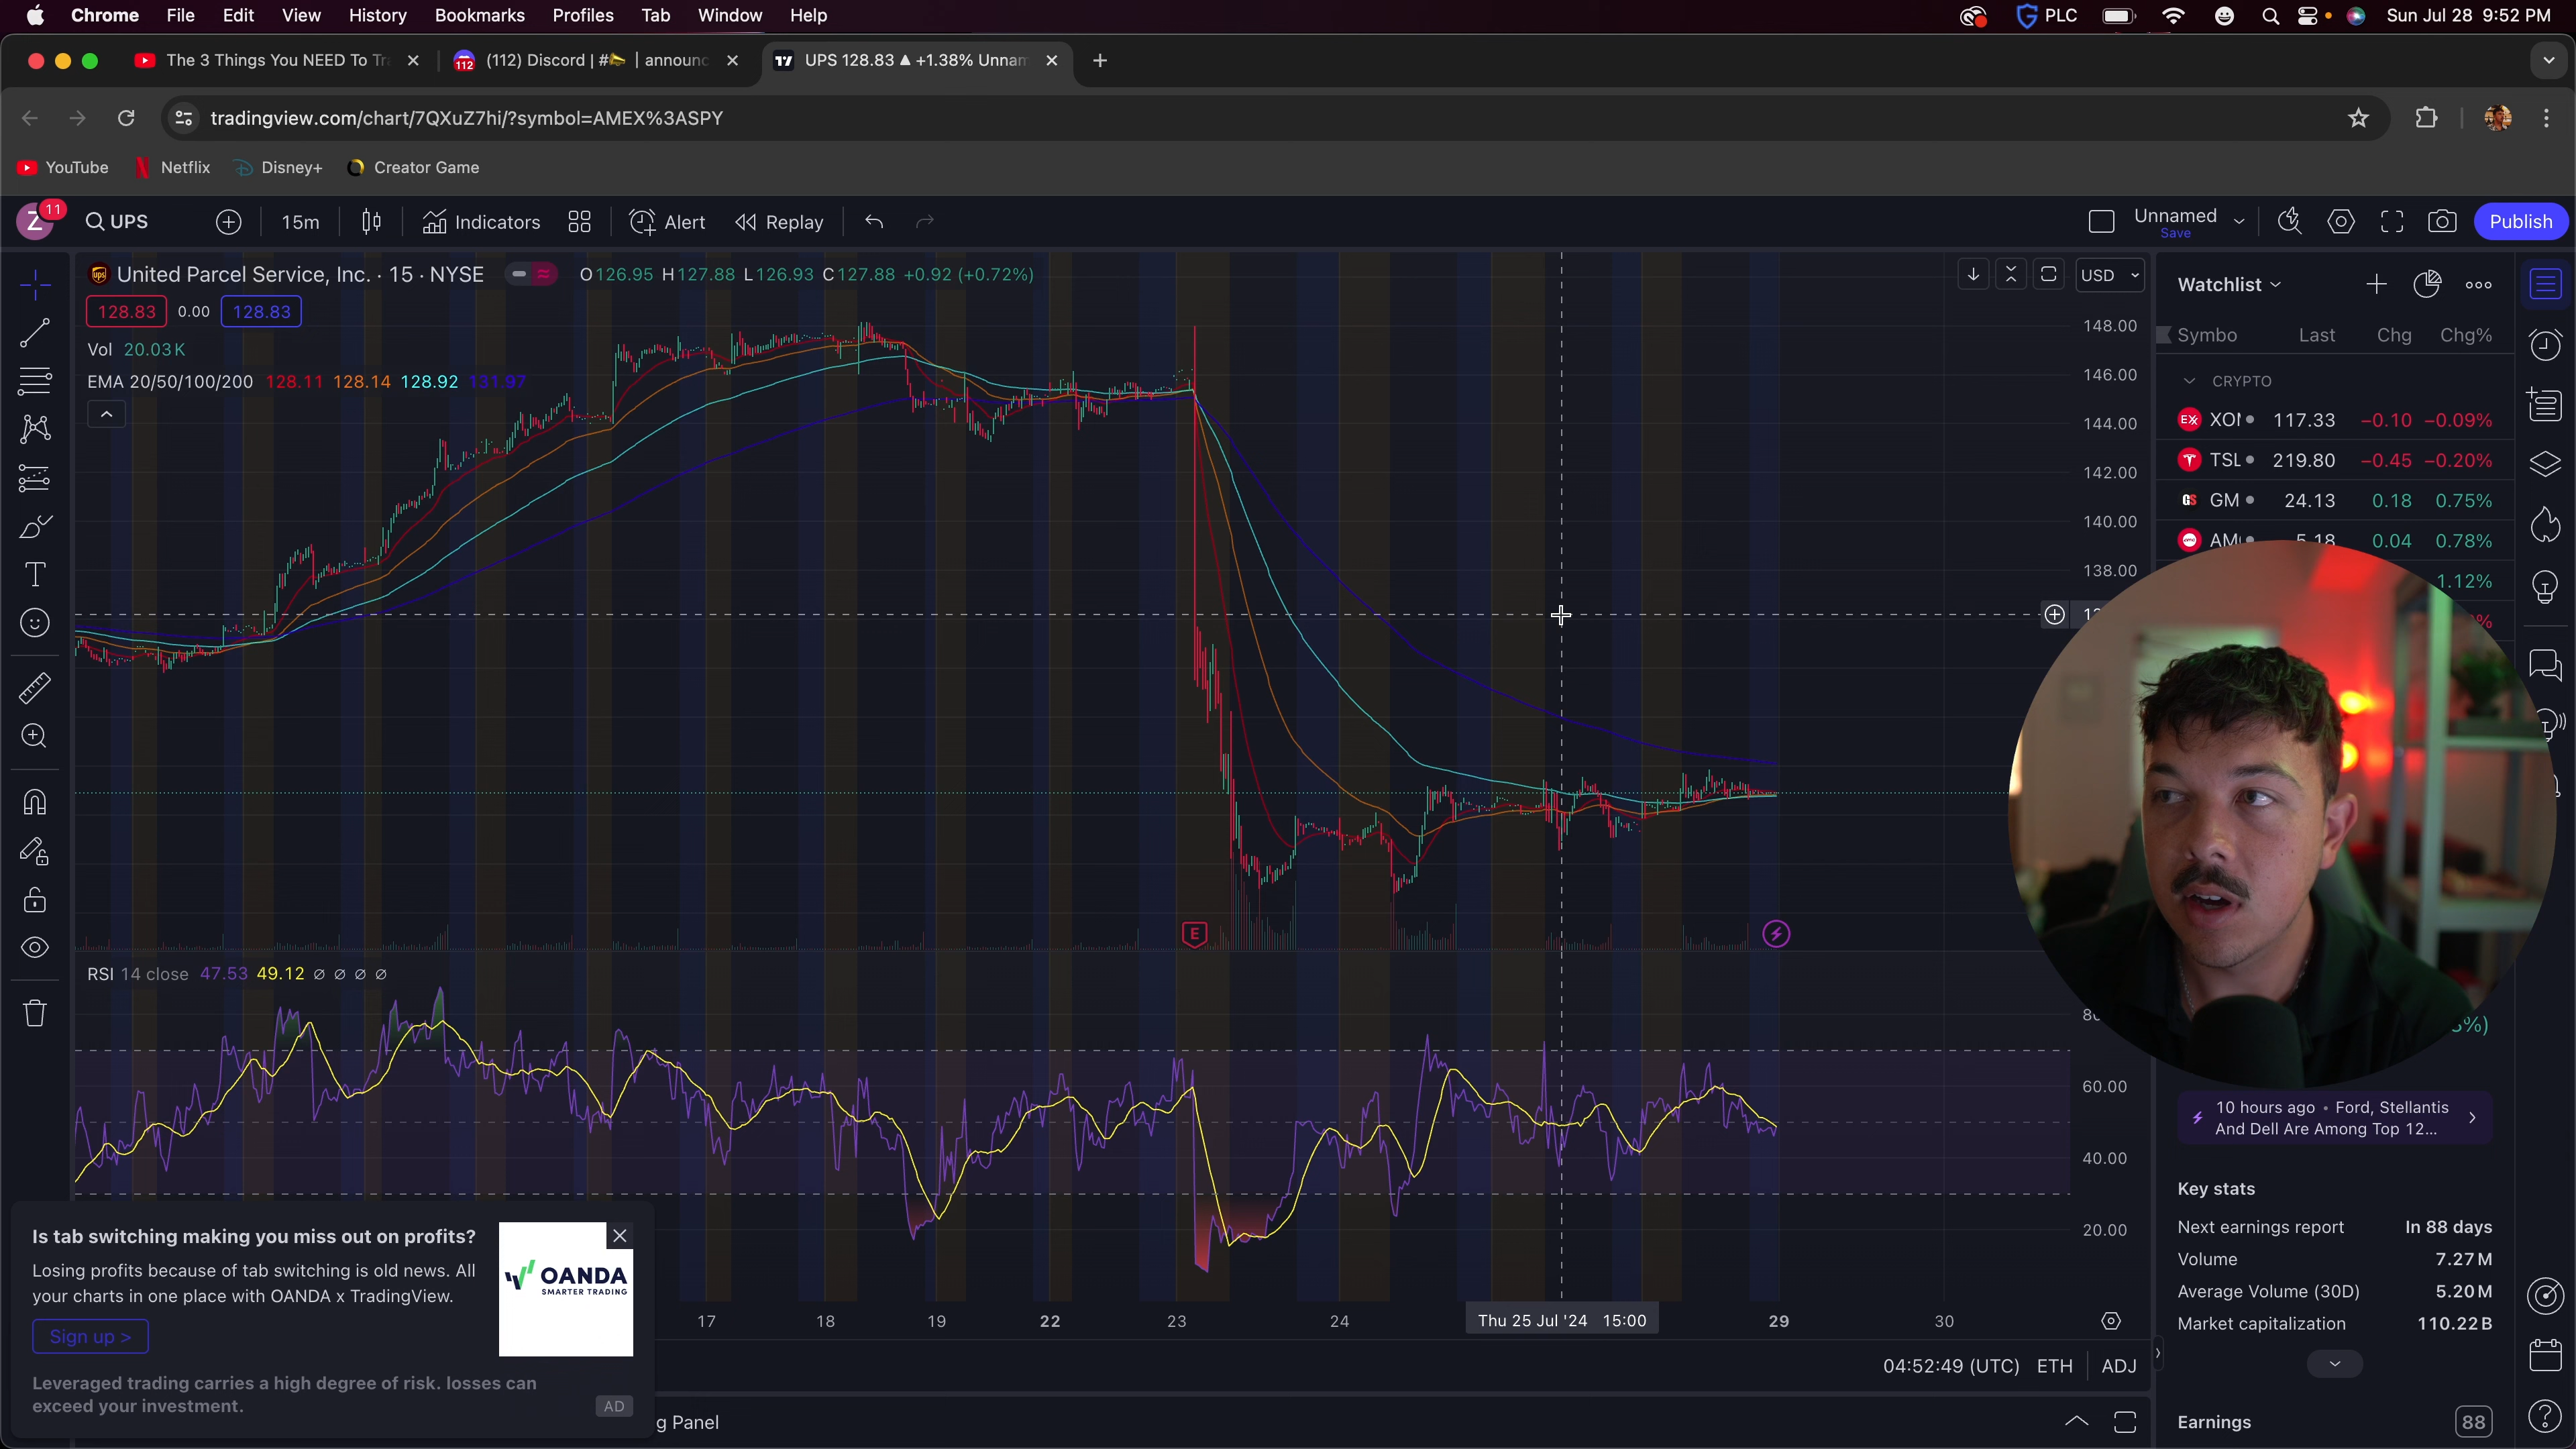 Chrome File Edit View History Bookmarks Profiles Tab Window Help
PLC Sun Jul 28 9:52 PM
The 3 Things You NEED To Tr
(112) Discord | # | announc
UPS 128.83 ▲ +1.38% Unnam
tradingview.com/chart/7QXuZ7hi/?symbol=AMEX%3ASPY
YouTube Netflix Disney+ Creator Game
Z 11 UPS 15m Indicators Alert Replay
Unnamed
Save
Publish
United Parcel Service, Inc. · 15 · NYSE O126.95 H127.88 L126.93 C127.88 +0.92 (+0.72%)
128.83 0.00 128.83
Vol 20.03K
EMA 20/50/100/200 128.11 128.14 128.92 131.97
USD
148.00
146.00
144.00
142.00
140.00
138.00
Watchlist
Symbo Last Chg Chg%
CRYPTO
XO 117.33 −0.10 −0.09%
TSL 219.80 −0.45 −0.20%
GM 24.13 0.18 0.75%
AM 5.18 0.04 0.78%
1.12%
E
RSI 14 close 47.53 49.12 ∅ ∅ ∅ ∅
60.00
40.00
20.00
10 hours ago • Ford, Stellantis
And Dell Are Among Top 12...
Key stats
Next earnings report In 88 days
Volume 7.27M
Average Volume (30D) 5.20M
Market capitalization 110.22B
Earnings 88
17 18 19 22 23 24 Thu 25 Jul '24 15:00 29 30
04:52:49 (UTC) ETH ADJ
g Panel
Is tab switching making you miss out on profits?
Losing profits because of tab switching is old news. All
your charts in one place with OANDA x TradingView.
Sign up >
OANDA
SMARTER TRADING
Leveraged trading carries a high degree of risk. losses can
exceed your investment.
AD